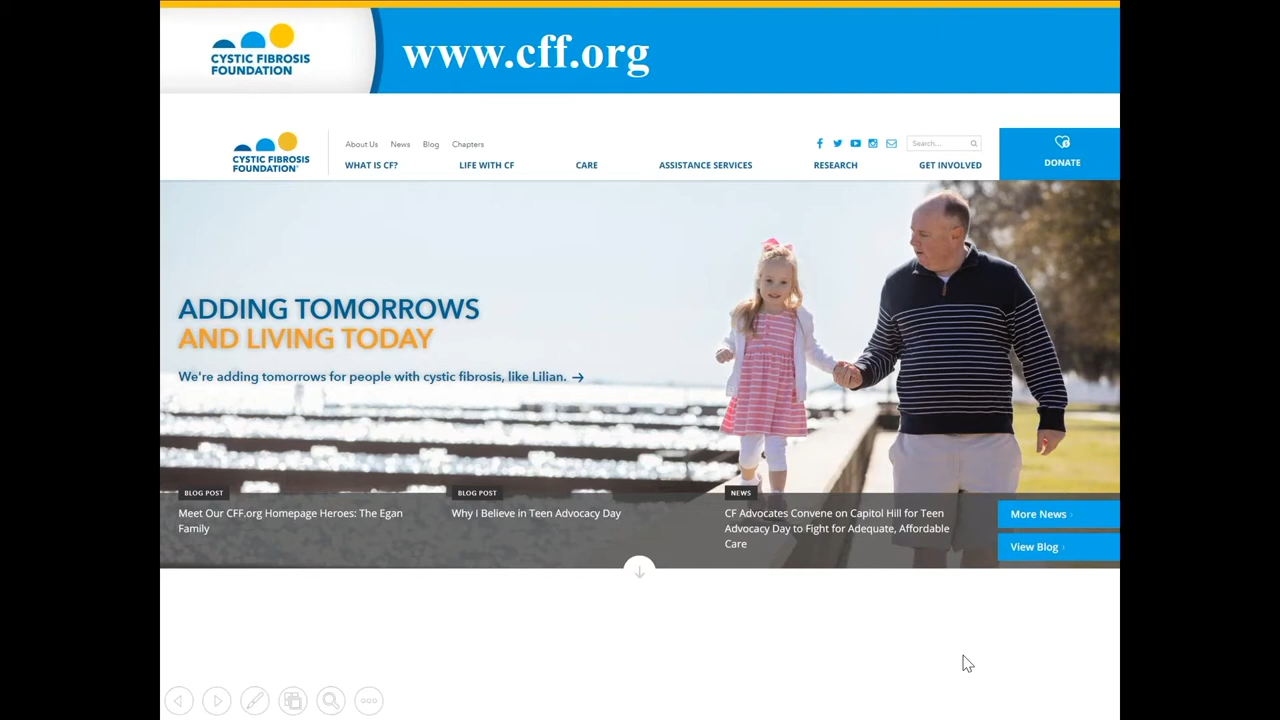 CYSTIC FIBROSIS
FOUNDATION
www.cff.org
CYSTIC FIBROSIS
FOUNDATION
About Us News Blog Chapters
Search...
WHAT IS CF? LIFE WITH CF CARE ASSISTANCE SERVICES RESEARCH GET INVOLVED
DONATE
ADDING TOMORROWS
AND LIVING TODAY
We're adding tomorrows for people with cystic fibrosis, like Lilian.
BLOG POST
Meet Our CFF.org Homepage Heroes: The Egan
Family
BLOG POST
Why I Believe in Teen Advocacy Day
NEWS
CF Advocates Convene on Capitol Hill for Teen
Advocacy Day to Fight for Adequate, Affordable
Care
More News
View Blog